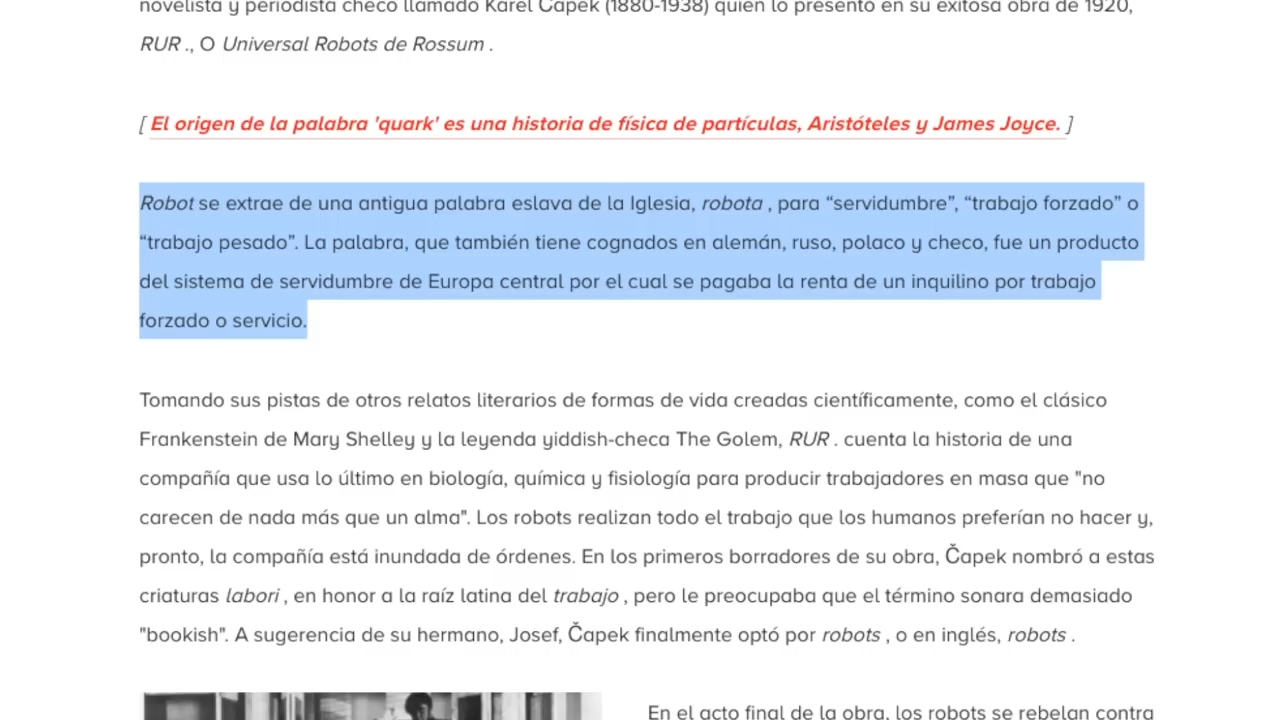 novelista y periodista checo llamado Karel Čapek (1880-1938) quien lo presentó en su exitosa obra de 1920,
RUR ., O Universal Robots de Rossum .
[ El origen de la palabra 'quark' es una historia de física de partículas, Aristóteles y James Joyce. ]
Robot se extrae de una antigua palabra eslava de la Iglesia, robota , para “servidumbre”, “trabajo forzado” o
“trabajo pesado”. La palabra, que también tiene cognados en alemán, ruso, polaco y checo, fue un producto
del sistema de servidumbre de Europa central por el cual se pagaba la renta de un inquilino por trabajo
forzado o servicio.
Tomando sus pistas de otros relatos literarios de formas de vida creadas científicamente, como el clásico
Frankenstein de Mary Shelley y la leyenda yiddish-checa The Golem, RUR . cuenta la historia de una
compañía que usa lo último en biología, química y fisiología para producir trabajadores en masa que "no
carecen de nada más que un alma". Los robots realizan todo el trabajo que los humanos preferían no hacer y,
pronto, la compañía está inundada de órdenes. En los primeros borradores de su obra, Čapek nombró a estas
criaturas labori , en honor a la raíz latina del trabajo , pero le preocupaba que el término sonara demasiado
"bookish". A sugerencia de su hermano, Josef, Čapek finalmente optó por robots , o en inglés, robots .
En el acto final de la obra, los robots se rebelan contra